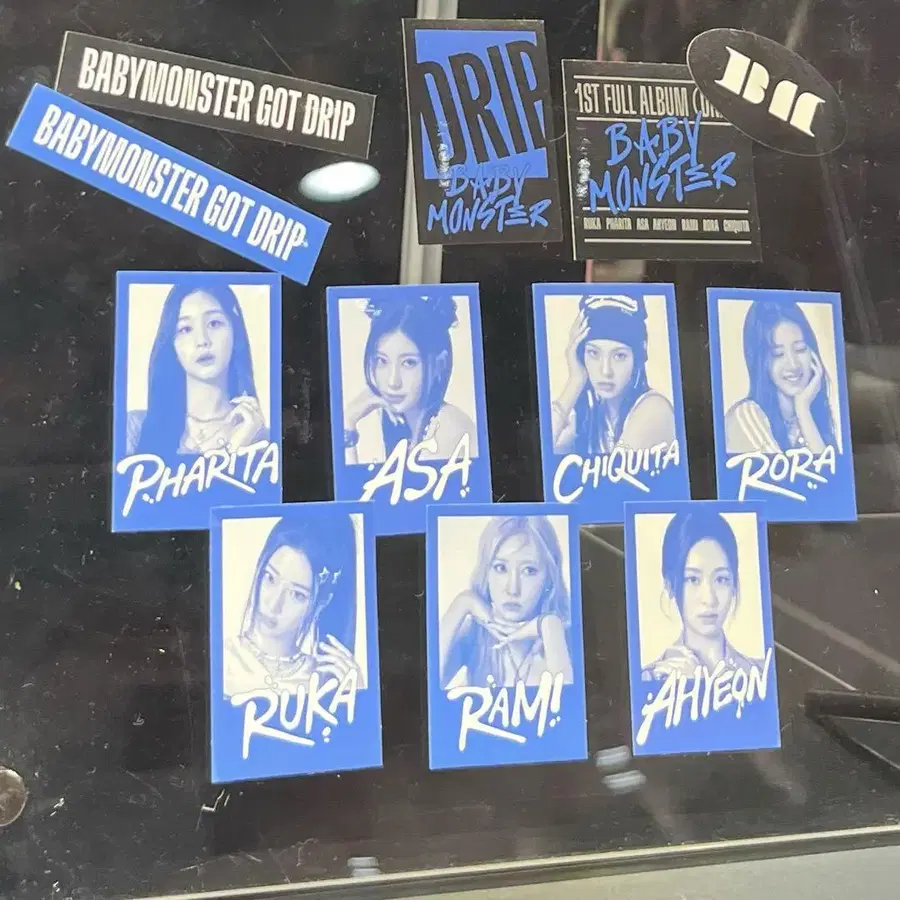 BABYMONSTER GOT DRIP
BABYMONSTER GOT DRIP
DRIP
BABY
MONSTER
1ST FULL ALBUM
BABY
MONSTER
RUKA PHARITA ASA AHYEON RAMI RORA CHIQUITA
PHARITA
ASA
CHIQUITA
RORA
RUKA
RAMI
AHYEON